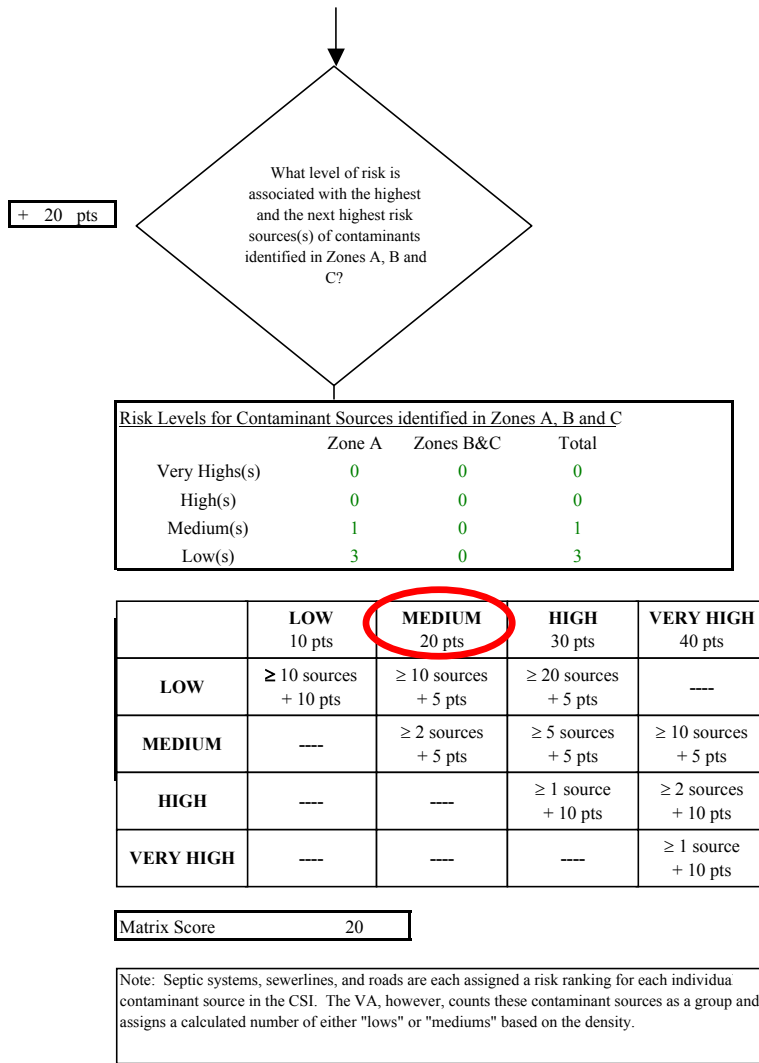 What level of risk is
associated with the highest
and the next highest risk
sources(s) of contaminants
identified in Zones A, B and
C?
+ 20 pts
Risk Levels for Contaminant Sources identified in Zones A, B and C
Zone A Zones B&C Total
Very Highs(s) 0 0 0
High(s) 0 0 0
Medium(s) 1 0 1
Low(s) 3 0 3
LOW MEDIUM HIGH VERY HIGH
10 pts 20 pts 30 pts 40 pts
LOW ≥ 10 sources ≥ 10 sources ≥ 20 sources ----
+ 10 pts + 5 pts + 5 pts
MEDIUM ---- ≥ 2 sources ≥ 5 sources ≥ 10 sources
+ 5 pts + 5 pts + 5 pts
HIGH ---- ---- ≥ 1 source ≥ 2 sources
+ 10 pts + 10 pts
VERY HIGH ---- ---- ---- ≥ 1 source
+ 10 pts
Matrix Score 20
Note: Septic systems, sewerlines, and roads are each assigned a risk ranking for each individua
contaminant source in the CSI. The VA, however, counts these contaminant sources as a group and
assigns a calculated number of either "lows" or "mediums" based on the density.